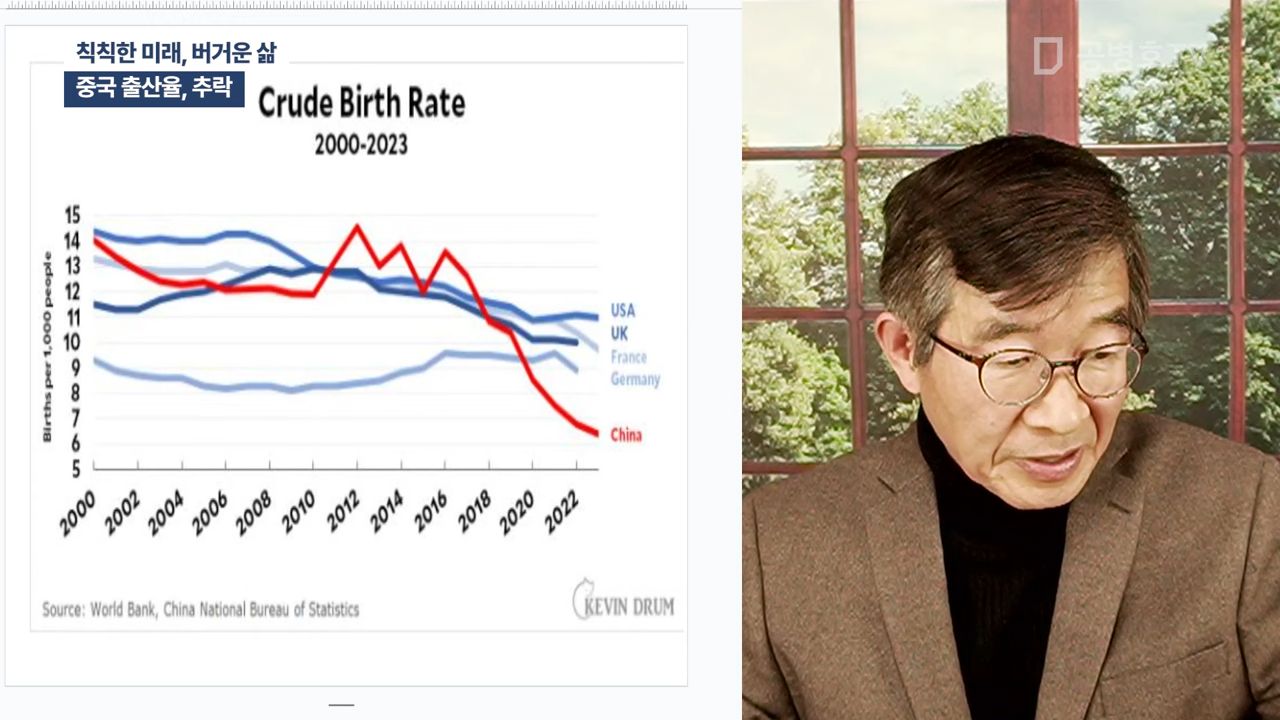 칙칙한 미래, 버거운 삶
중국 출산율, 추락
Crude Birth Rate
2000-2023
Births per 1,000 people
15
14
13
12
11
10
9
8
7
6
5
2000
2002
2004
2006
2008
2010
2012
2014
2016
2018
2020
2022
USA
UK
France
Germany
China
Source: World Bank, China National Bureau of Statistics
KEVIN DRUM
공병호